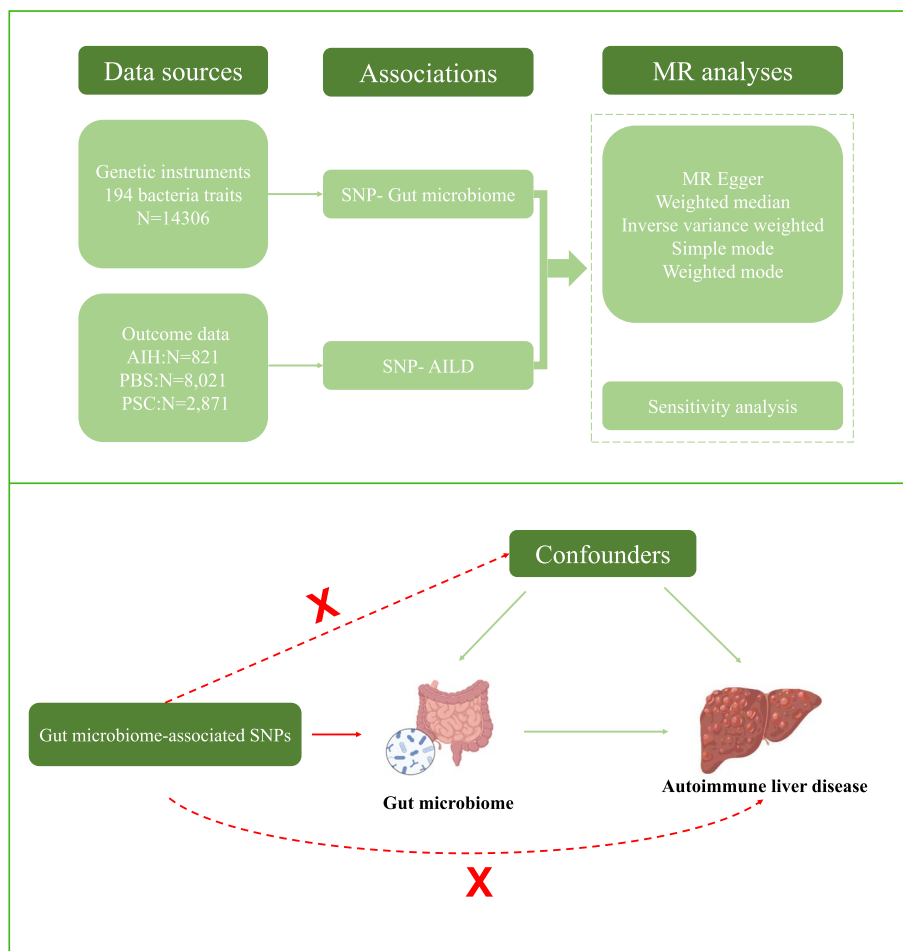 Data sources
Associations
MR analyses
Genetic instruments
194 bacteria traits
N=14306
SNP- Gut microbiome
MR Egger
Weighted median
Inverse variance weighted
Simple mode
Weighted mode
Outcome data
AIH:N=821
PBS:N=8,021
PSC:N=2,871
SNP- AILD
Sensitivity analysis
Confounders
X
Gut microbiome-associated SNPs
Gut microbiome
Autoimmune liver disease
X